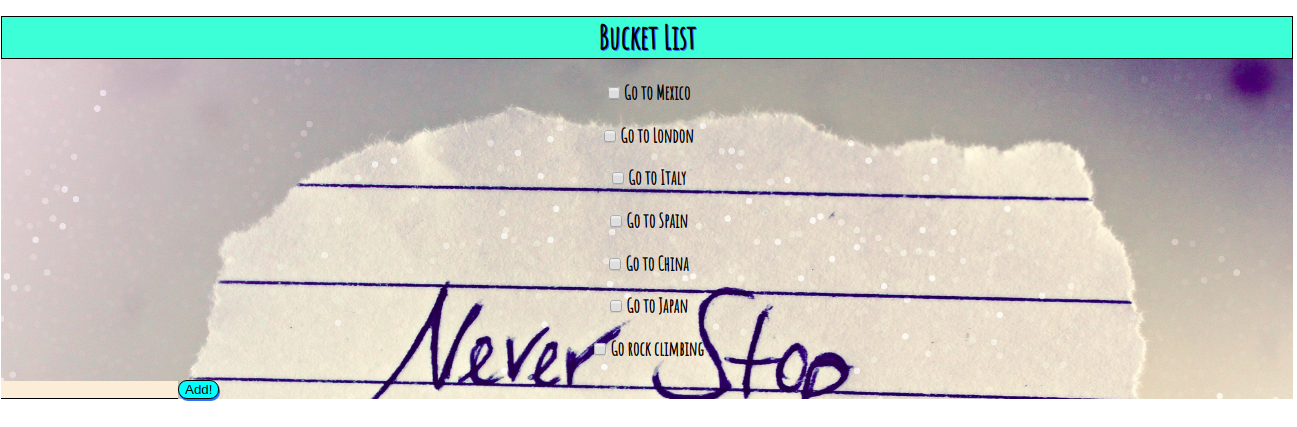 Bucket List
Go to Mexico
Go to London
Go to Italy
Go to Spain
Go to China
Go to Japan
Never Stop
Go rock climbing
Add!